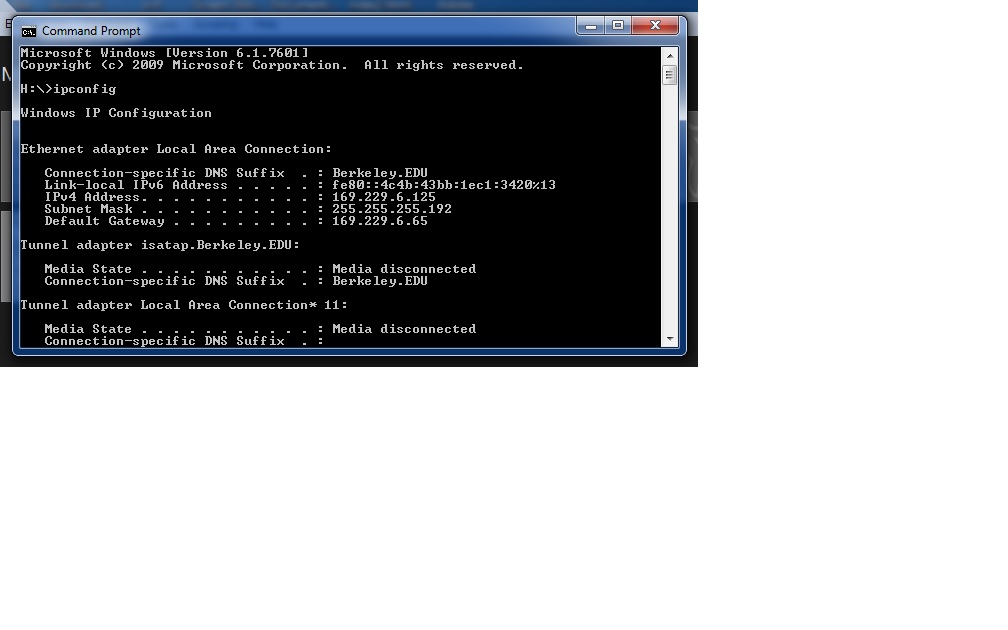 Command Prompt
Microsoft Windows [Version 6.1.7601]
Copyright (c) 2009 Microsoft Corporation.  All rights reserved.
H:\>ipconfig
Windows IP Configuration
Ethernet adapter Local Area Connection:
Connection-specific DNS Suffix  . : Berkeley.EDU
Link-local IPv6 Address . . . . . : fe80::4c4b:43bb:1ec1:3420%13
IPv4 Address. . . . . . . . . . . : 169.229.6.125
Subnet Mask . . . . . . . . . . . : 255.255.255.192
Default Gateway . . . . . . . . . : 169.229.6.65
Tunnel adapter isatap.Berkeley.EDU:
Media State . . . . . . . . . . . : Media disconnected
Connection-specific DNS Suffix  . : Berkeley.EDU
Tunnel adapter Local Area Connection* 11:
Media State . . . . . . . . . . . : Media disconnected
Connection-specific DNS Suffix  . :